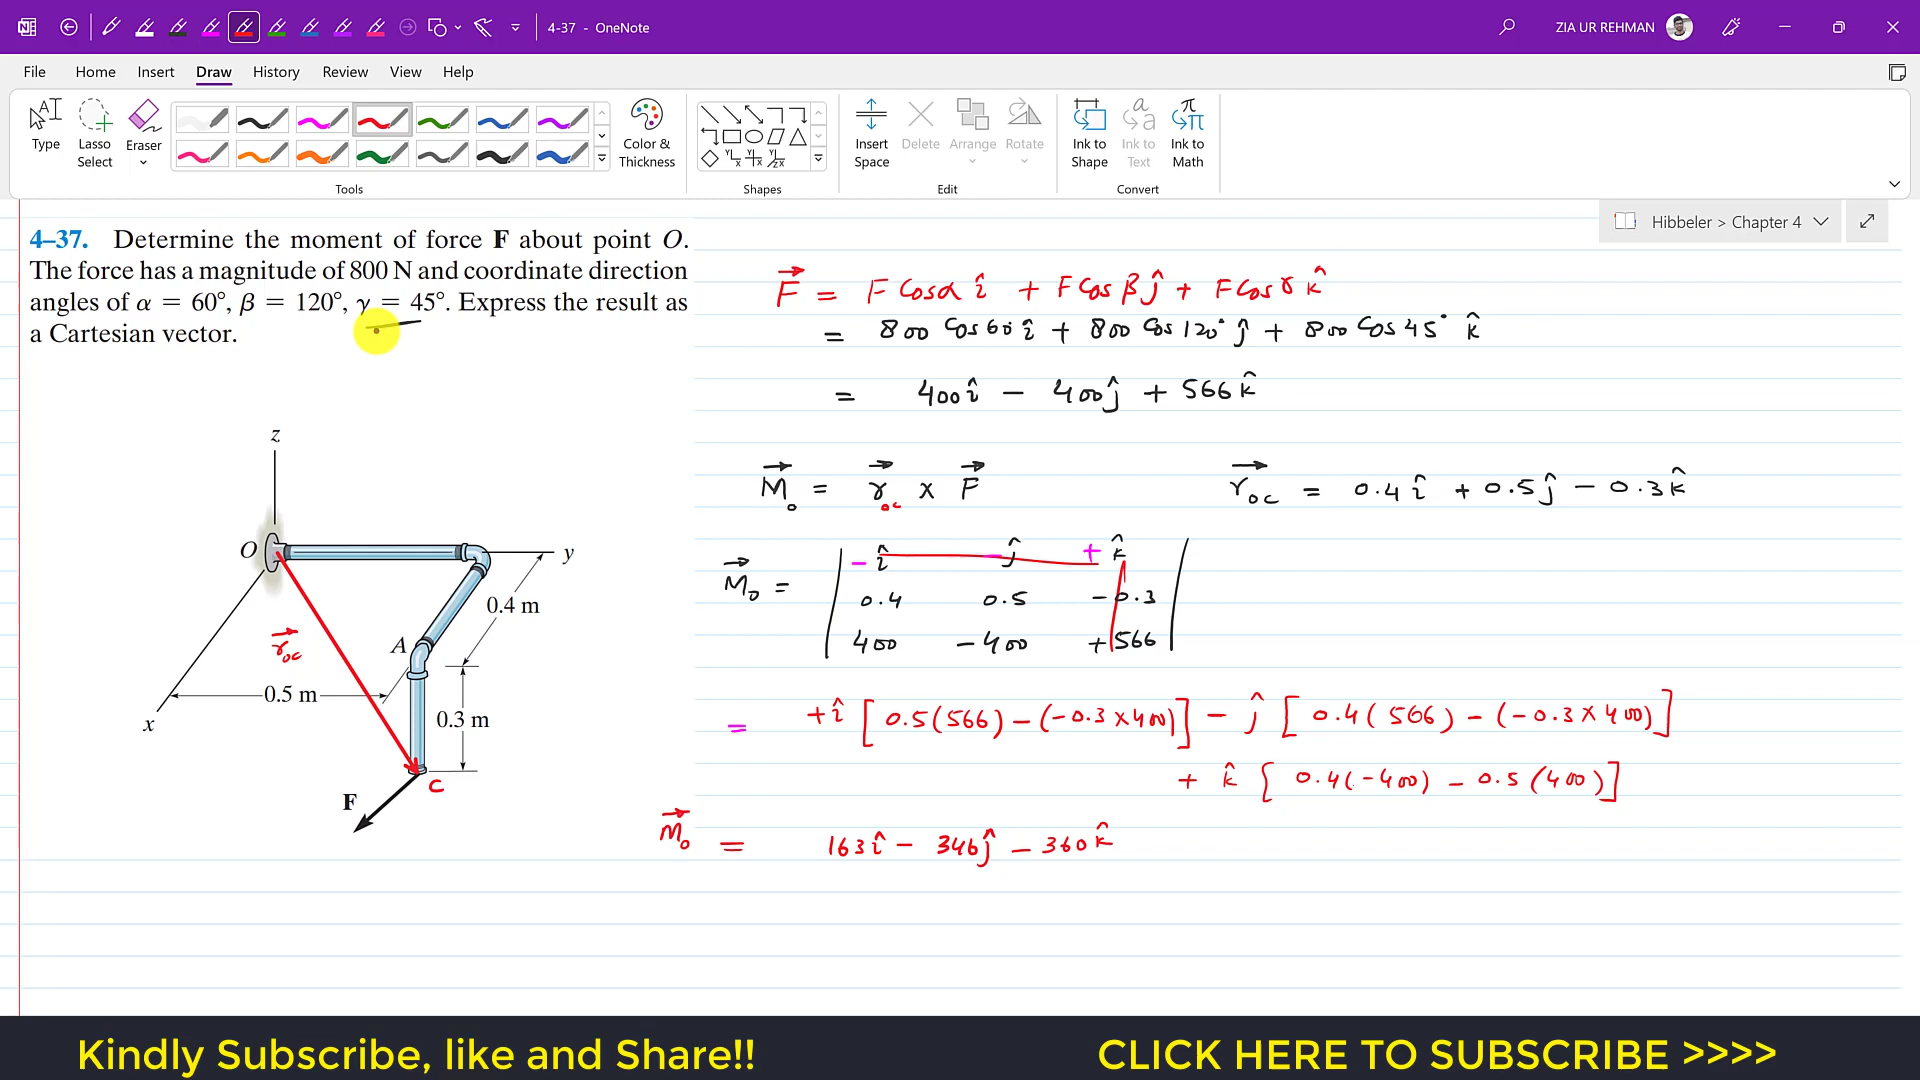 4-37 - OneNote
ZIA UR REHMAN
File Home Insert Draw History Review View Help
Type
Lasso Select
Eraser
Color & Thickness
Insert Space
Delete
Arrange
Rotate
Ink to Shape
Ink to Text
Ink to Math
Tools
Shapes
Edit
Convert
Hibbeler > Chapter 4
4–37. Determine the moment of force F about point O.
The force has a magnitude of 800 N and coordinate direction
angles of α = 60°, β = 120°, γ = 45°. Express the result as
a Cartesian vector.
z
O
y
0.4 m
A
r⃗oc
0.5 m
x
0.3 m
C
F
F⃗ = F Cosα î + F Cos β ĵ + F Cos γ k̂
= 800 Cos 60 î + 800 Cos 120° ĵ + 800 Cos 45° k̂
= 400 î − 400 ĵ + 566 k̂
M⃗o = r⃗oc x F⃗
r⃗oc = 0.4 î + 0.5 ĵ − 0.3 k̂
M⃗o =
− î − ĵ + k̂
0.4 0.5 −0.3
400 −400 +566
= +î [0.5(566) − (−0.3×400)] − ĵ [0.4(566) − (−0.3×400)]
+ k̂ [0.4(−400) − 0.5(400)]
M⃗o = 163 î − 346 ĵ − 360 k̂
Kindly Subscribe, like and Share!!
CLICK HERE TO SUBSCRIBE >>>>